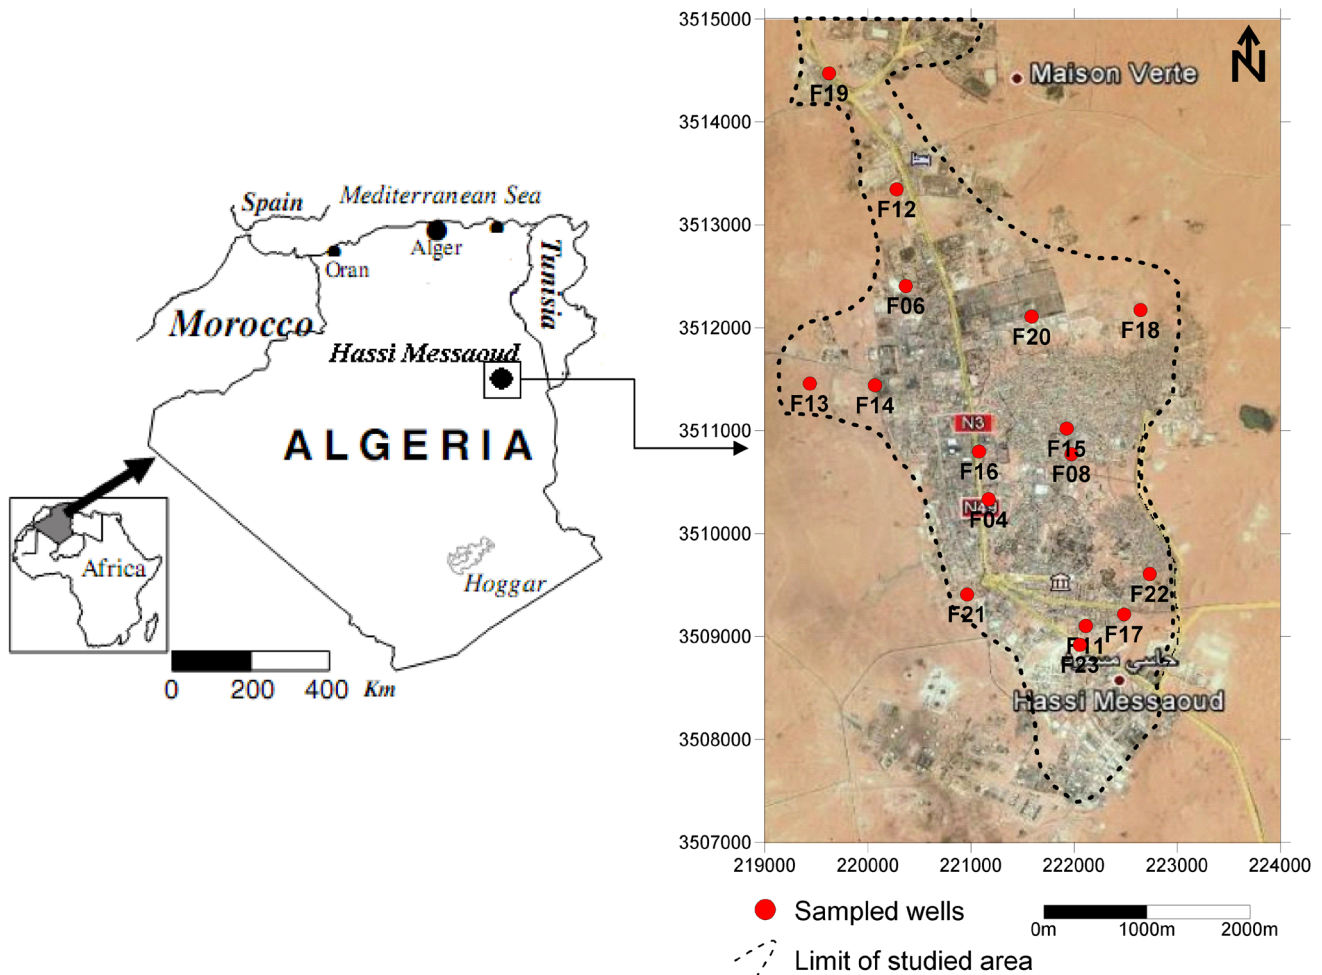 Spain
Mediterranean Sea
Alger
Oran
Tunisia
Morocco
Hassi Messaoud
ALGERIA
Africa
Hoggar
0 200 400 Km
3515000
3514000
3513000
3512000
3511000
3510000
3509000
3508000
3507000
219000 220000 221000 222000 223000 224000
N
Maison Verte
F19
F12
F06
F20
F18
F13
F14
N3
F15
F16
F08
F04
F22
F21
F17
F11
F23
حاسي مسعود
Hassi Messaoud
Sampled wells
0m 1000m 2000m
Limit of studied area